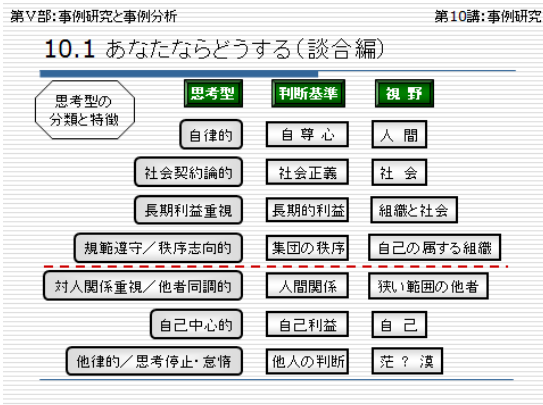 第Ⅴ部:事例研究と事例分析 第10講:事例研究
10.1 あなたならどうする(談合編)
思考型の
分類と特徴
思考型 判断基準 視 野
自律的 自 尊 心 人 間
社会契約論的 社会正義 社 会
長期利益重視 長期的利益 組織と社会
規範遵守/秩序志向的 集団の秩序 自己の属する組織
対人関係重視/他者同調的 人間関係 狭い範囲の他者
自己中心的 自己利益 自 己
他律的/思考停止・怠惰 他人の判断 茫 ? 漠